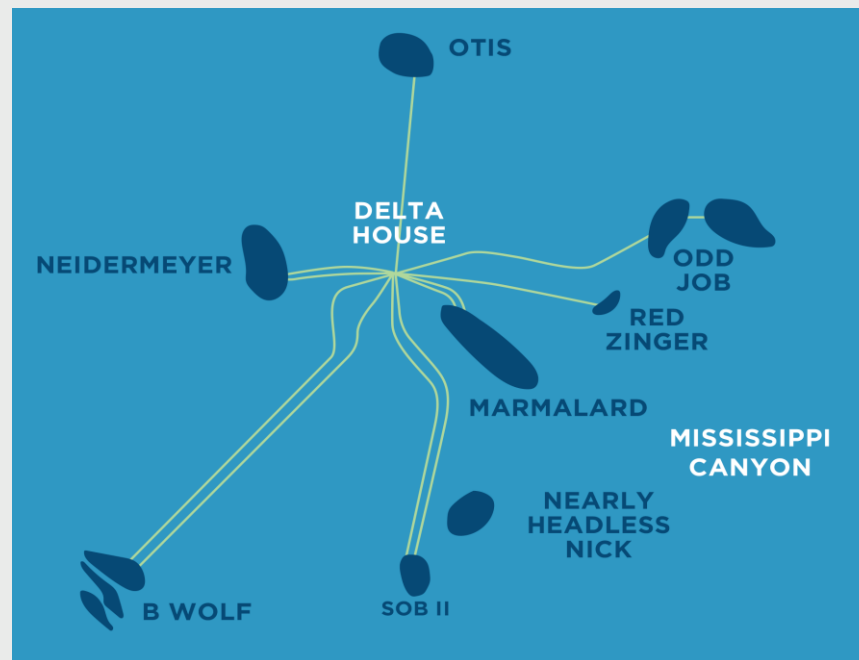 OTIS
DELTA
HOUSE
NEIDERMEYER
ODD
JOB
RED
ZINGER
MARMALARD
MISSISSIPPI
CANYON
NEARLY
HEADLESS
NICK
B WOLF
SOB II